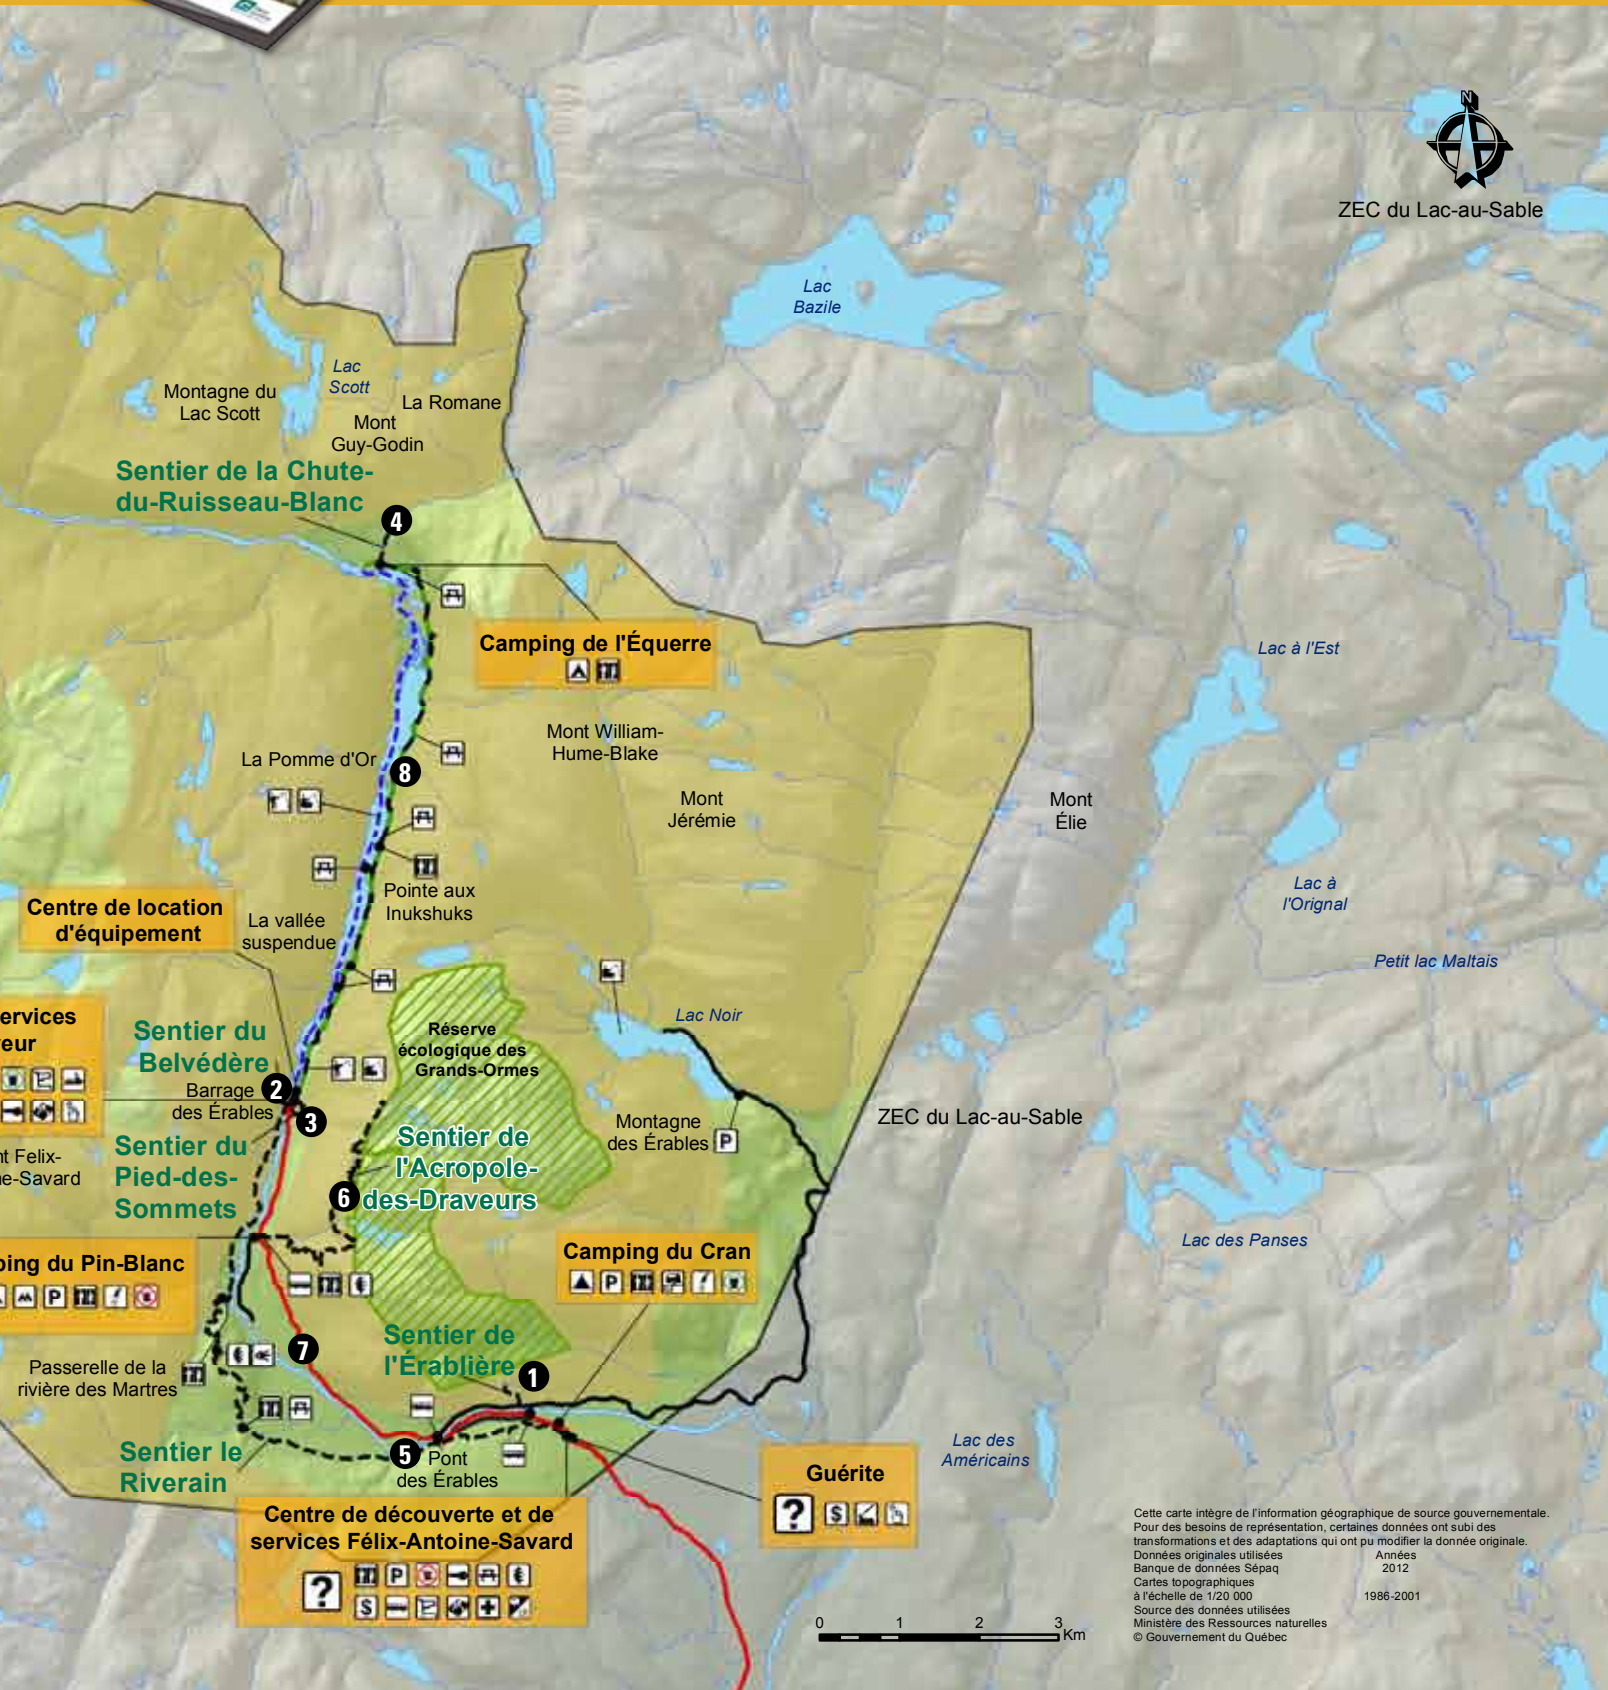 N
ZEC du Lac-au-Sable
Lac
Bazile
Lac
Scott
Montagne du
Lac Scott
La Romane
Mont
Guy-Godin
Sentier de la Chute-
du-Ruisseau-Blanc
4
Camping de l'Équerre
Lac à l'Est
Mont William-
Hume-Blake
La Pomme d'Or
8
Mont
Jérémie
Mont
Élie
Pointe aux
Inukshuks
Lac à
l'Orignal
Centre de location
d'équipement
La vallée
suspendue
Petit lac Maltais
ervices
eur
Sentier du
Belvédère
Réserve
écologique des
Grands-Ormes
Lac Noir
Barrage
des Érables
2
3
Montagne
des Érables
P
ZEC du Lac-au-Sable
Sentier du
Pied-des-
Sommets
t Felix-
e-Savard
Sentier de
l'Acropole-
des-Draveurs
6
Lac des Panses
ping du Pin-Blanc
P
Camping du Cran
P
Sentier de
l'Érablière
1
7
Passerelle de la
rivière des Martres
Sentier le
Riverain
5
Pont
des Érables
Lac des
Américains
Guérite
? $
Centre de découverte et de
services Félix-Antoine-Savard
? P
$
0 1 2 3
Km
Cette carte intègre de l'information géographique de source gouvernementale.
Pour des besoins de représentation, certaines données ont subi des
transformations et des adaptations qui ont pu modifier la donnée originale.
Données originales utilisées Années
Banque de données Sépaq 2012
Cartes topographiques
à l'échelle de 1/20 000 1986-2001
Source des données utilisées
Ministère des Ressources naturelles
© Gouvernement du Québec